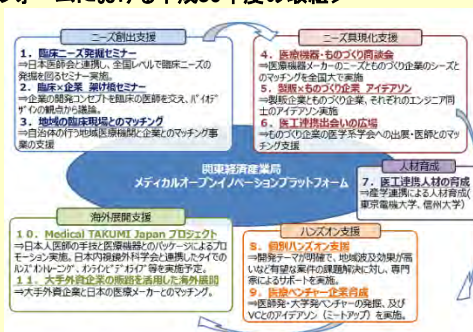 ォームにおける平成30年度の取組
ニーズ創出支援
1．臨床ニーズ発掘セミナー
⇒日本医師会と連携し、全国レベルで臨床ニーズの
発掘を図るセミナー実施。
2．臨床×企業 架け橋セミナー
⇒企業の開発コンセプトを臨床の医師を交え、バイオデ
ザインの観点から議論。
3．地域の臨床現場とのマッチング
⇒自治体の行う地域医療機関と企業とのマッチング事
業の支援
ニーズ具現化支援
4．医療機器・ものづくり商談会
⇒医療機器メーカーのニーズとものづくり企業のシーズと
のマッチングを全国大で実施
5．製販×ものづくり企業 アイデアソン
⇒製販企業とものづくり企業、それぞれのエンジニア同
士のアイデアソン実施
6．医工連携出会いの広場
⇒ものづくり企業の医学系学会への出展・医師とのマッ
チング支援
関東経済産業局
メディカルオープンイノベーションプラットフォーム
人材育成
7．医工連携人材の育成
⇒産学連携による人材育成(
東京電機大学、信州大学)
海外展開支援
10．Medical TAKUMI Japan プロジェクト
⇒日本人医師の手技と医療機器とのパッケージによるプロ
モーション実施。日本内視鏡外科学会と連携したタイでの
ハンズオントレーニング、オンラインビデオガイド等を実施予定。
11．大手外資企業の販路を活用した海外展開
⇒大手外資企業と日本の医療メーカーとのマッチング。
ハンズオン支援
8．個別ハンズオン支援
⇒開発テーマが明確で、地域波及効果が高
いなど有望な案件の課題解決に対し、専門
家によるサポートを実施。
9．医療ベンチャー企業育成
⇒医師発・大学発ベンチャーの発掘、及び
VCとのアイデアソン（ミートアップ）を実施。